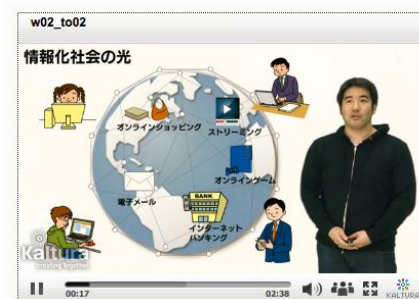 w02_to02
情報化社会の光
オンラインショッピング
ストリーミング
オンラインゲーム
電子メール
BANK
インターネット
バンキング
Kaltura
creating together
00:17
02:38
KALTURA